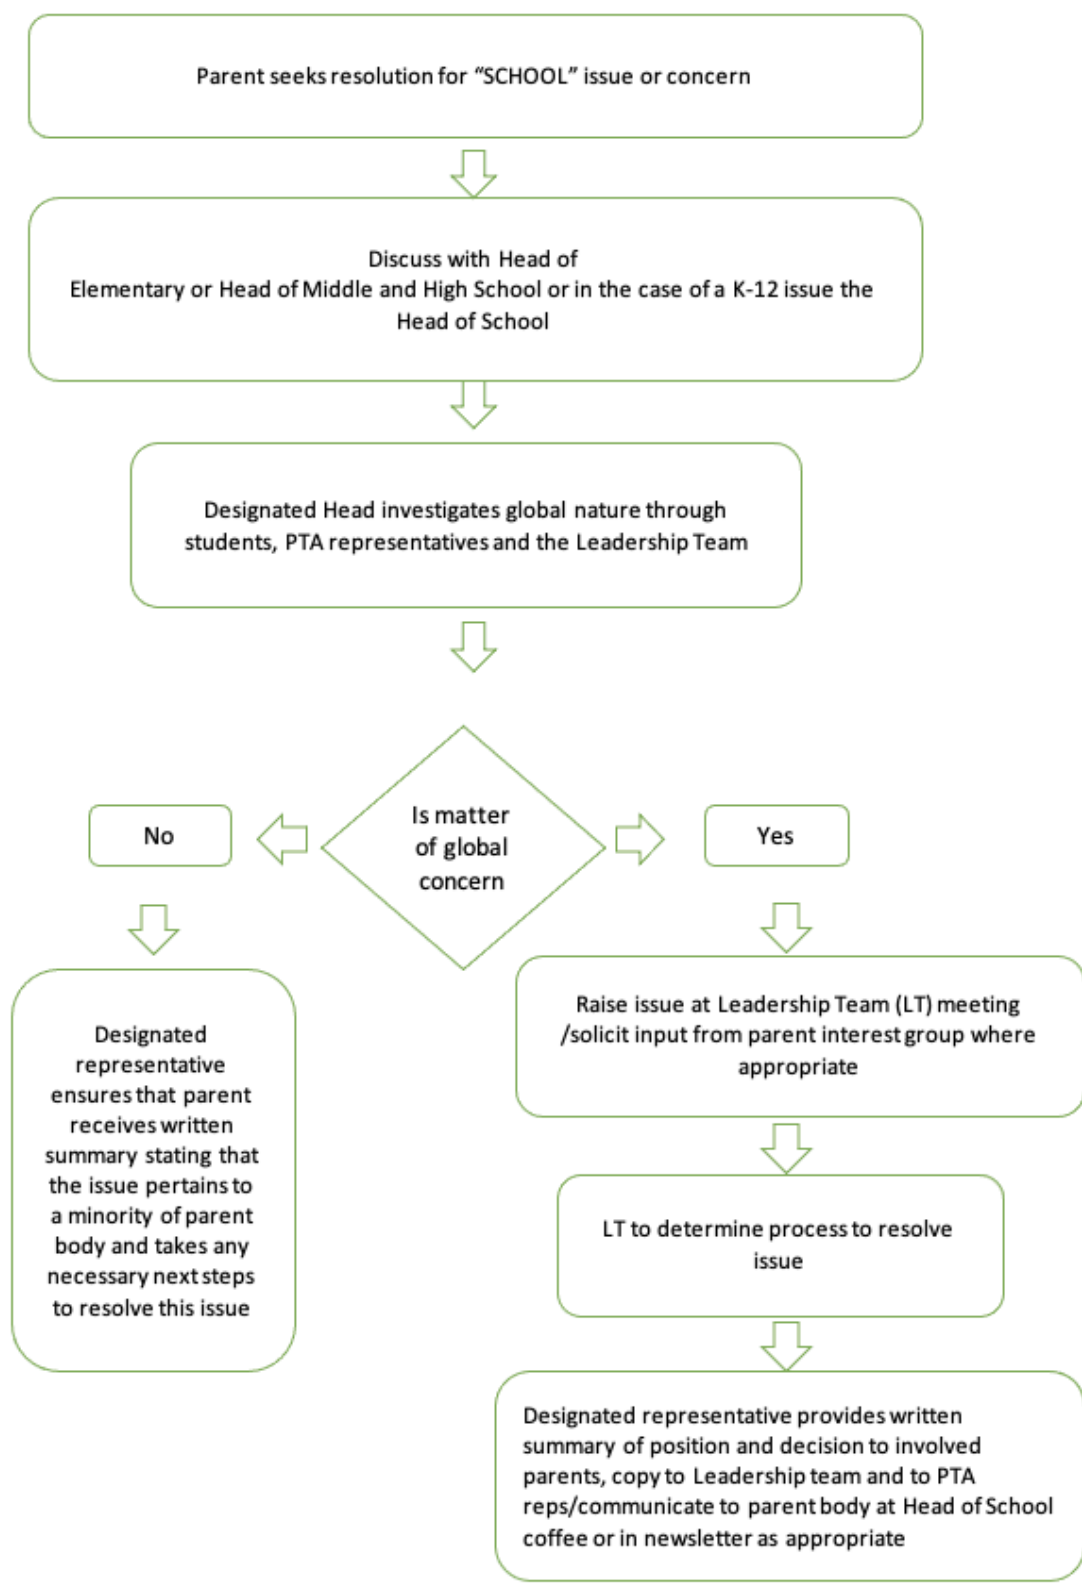 Parent seeks resolution for “SCHOOL” issue or concern
Discuss with Head of
Elementary or Head of Middle and High School or in the case of a K-12 issue the
Head of School
Designated Head investigates global nature through
students, PTA representatives and the Leadership Team
Is matter
of global
concern
No
Yes
Designated
representative
ensures that parent
receives written
summary stating that
the issue pertains to
a minority of parent
body and takes any
necessary next steps
to resolve this issue
Raise issue at Leadership Team (LT) meeting
/solicit input from parent interest group where
appropriate
LT to determine process to resolve
issue
Designated representative provides written
summary of position and decision to involved
parents, copy to Leadership team and to PTA
reps/communicate to parent body at Head of School
coffee or in newsletter as appropriate